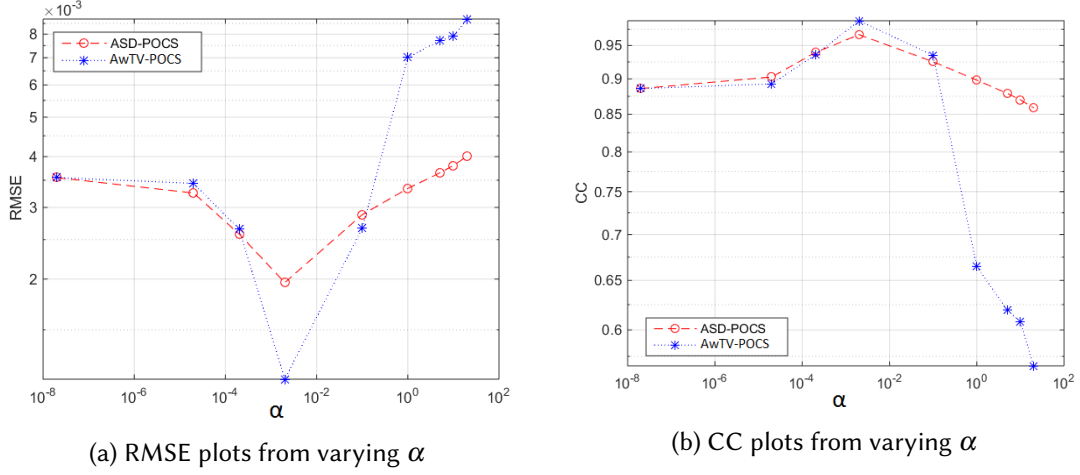 × 10⁻³
8
7
6
5
4
3
2
RMSE
ASD-POCS
AwTV-POCS
10⁻⁸ 10⁻⁶ 10⁻⁴ 10⁻² 10⁰ 10²
α
(a) RMSE plots from varying α
0.95
0.9
0.85
0.8
0.75
0.7
0.65
0.6
CC
ASD-POCS
AwTV-POCS
10⁻⁸ 10⁻⁶ 10⁻⁴ 10⁻² 10⁰ 10²
α
(b) CC plots from varying α